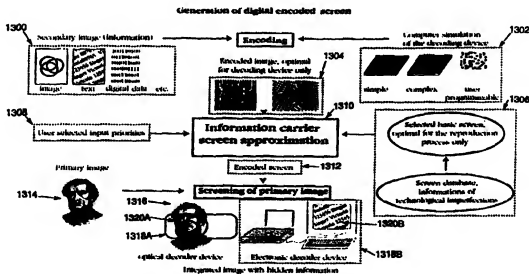 Generation of digital encoded screen
1300
Secondary image (information)
Encoding
Computer simulation
of the decoding device
1302
image
text
digital data
etc.
Encoded image, optimal
for decoding device only
1304
simple
complex
user
programmable
1306
1308
User selected input priorities
1310
Information carrier
screen approximation
Selected basic screen,
optimal for the reproduction
process only
Encoded screen
1312
Screen database,
informations of
technological imperfections
Primary image
1314
1316
Screening of primary image
1320A
1318A
1320B
1318B
optical decoder device
Electronic decoder device
Integrated image with hidden information